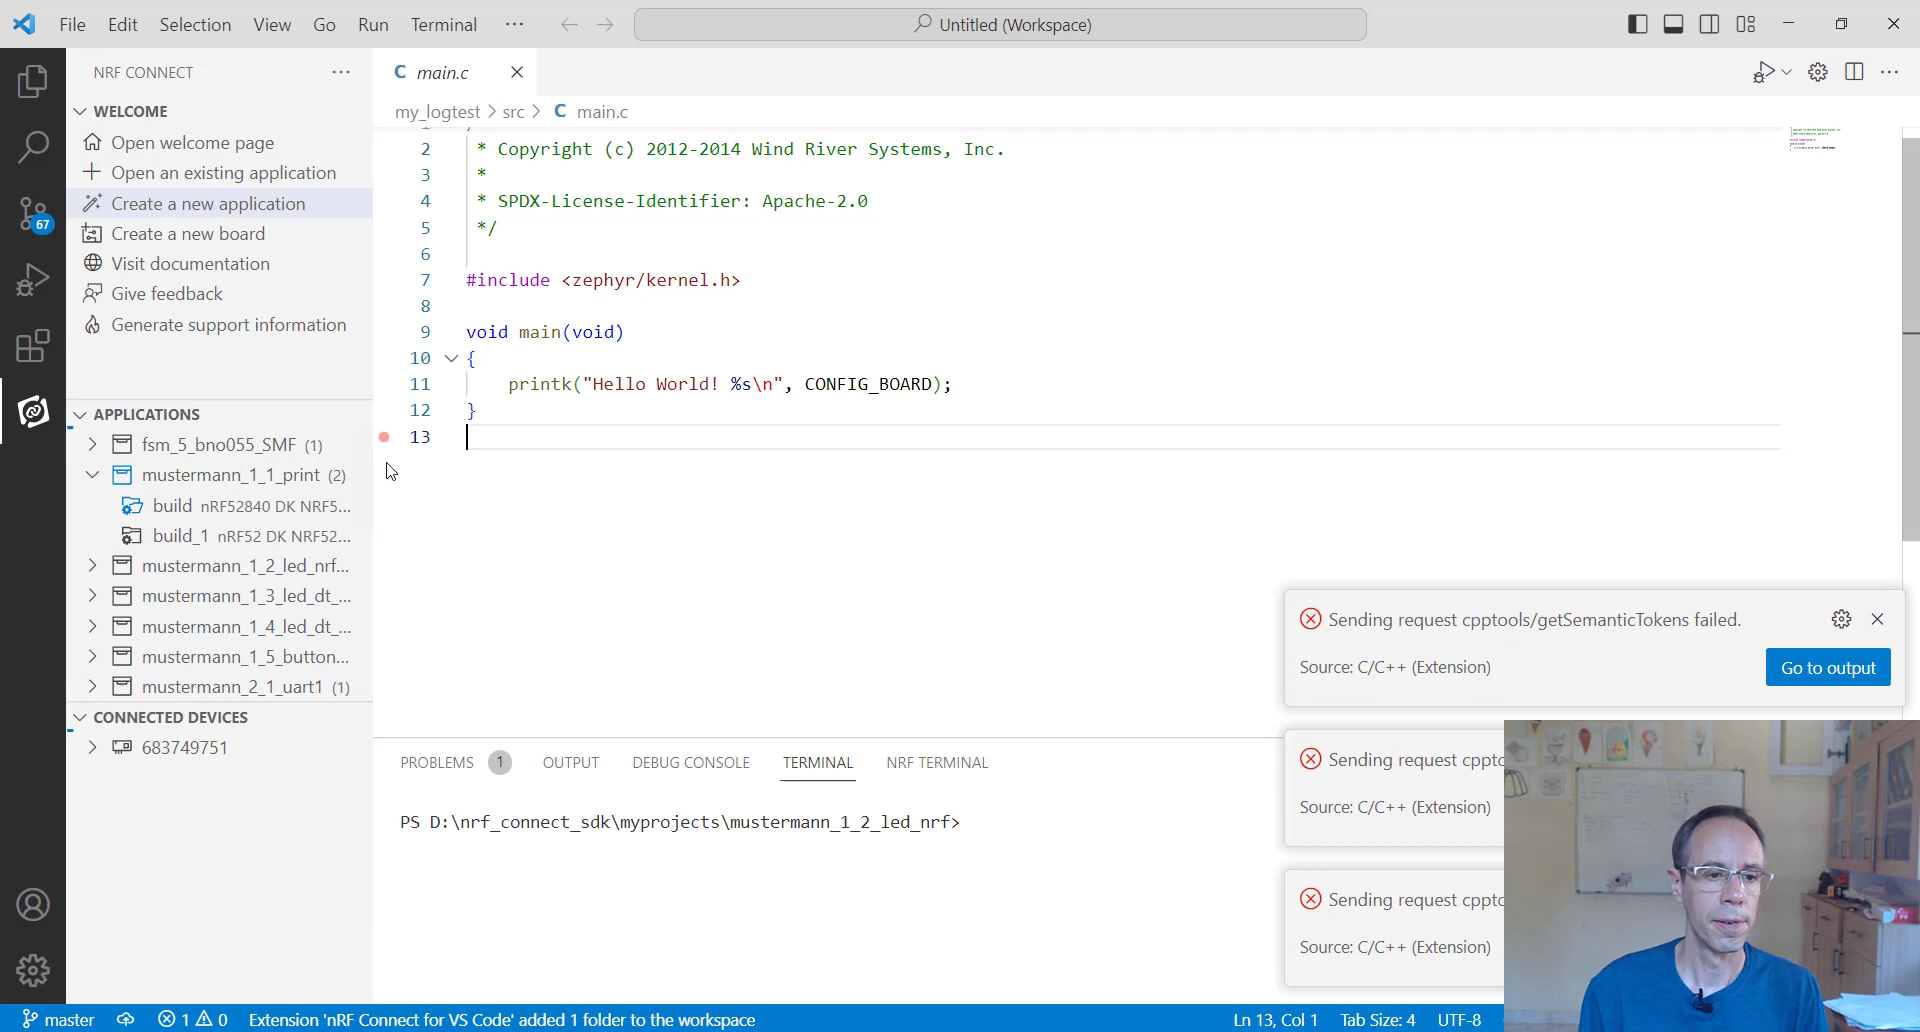 File Edit Selection View Go Run Terminal ··· Untitled (Workspace)
NRF CONNECT ···
WELCOME
Open welcome page
Open an existing application
Create a new application
Create a new board
Visit documentation
Give feedback
Generate support information
67
APPLICATIONS
fsm_5_bno055_SMF (1)
mustermann_1_1_print (2)
build nRF52840 DK NRF5...
build_1 nRF52 DK NRF52...
mustermann_1_2_led_nrf...
mustermann_1_3_led_dt_...
mustermann_1_4_led_dt_...
mustermann_1_5_button...
mustermann_2_1_uart1 (1)
CONNECTED DEVICES
683749751
C main.c
my_logtest > src > C main.c
2 * Copyright (c) 2012-2014 Wind River Systems, Inc.
3 *
4 * SPDX-License-Identifier: Apache-2.0
5 */
6
7 #include <zephyr/kernel.h>
8
9 void main(void)
10 {
11 printk("Hello World! %s\n", CONFIG_BOARD);
12 }
13
Sending request cpptools/getSemanticTokens failed.
Source: C/C++ (Extension)
Go to output
Sending request cppto
Source: C/C++ (Extension)
Sending request cppto
Source: C/C++ (Extension)
PROBLEMS 1 OUTPUT DEBUG CONSOLE TERMINAL NRF TERMINAL
PS D:\nrf_connect_sdk\myprojects\mustermann_1_2_led_nrf>
master 1 0 Extension 'nRF Connect for VS Code' added 1 folder to the workspace Ln 13, Col 1 Tab Size: 4 UTF-8